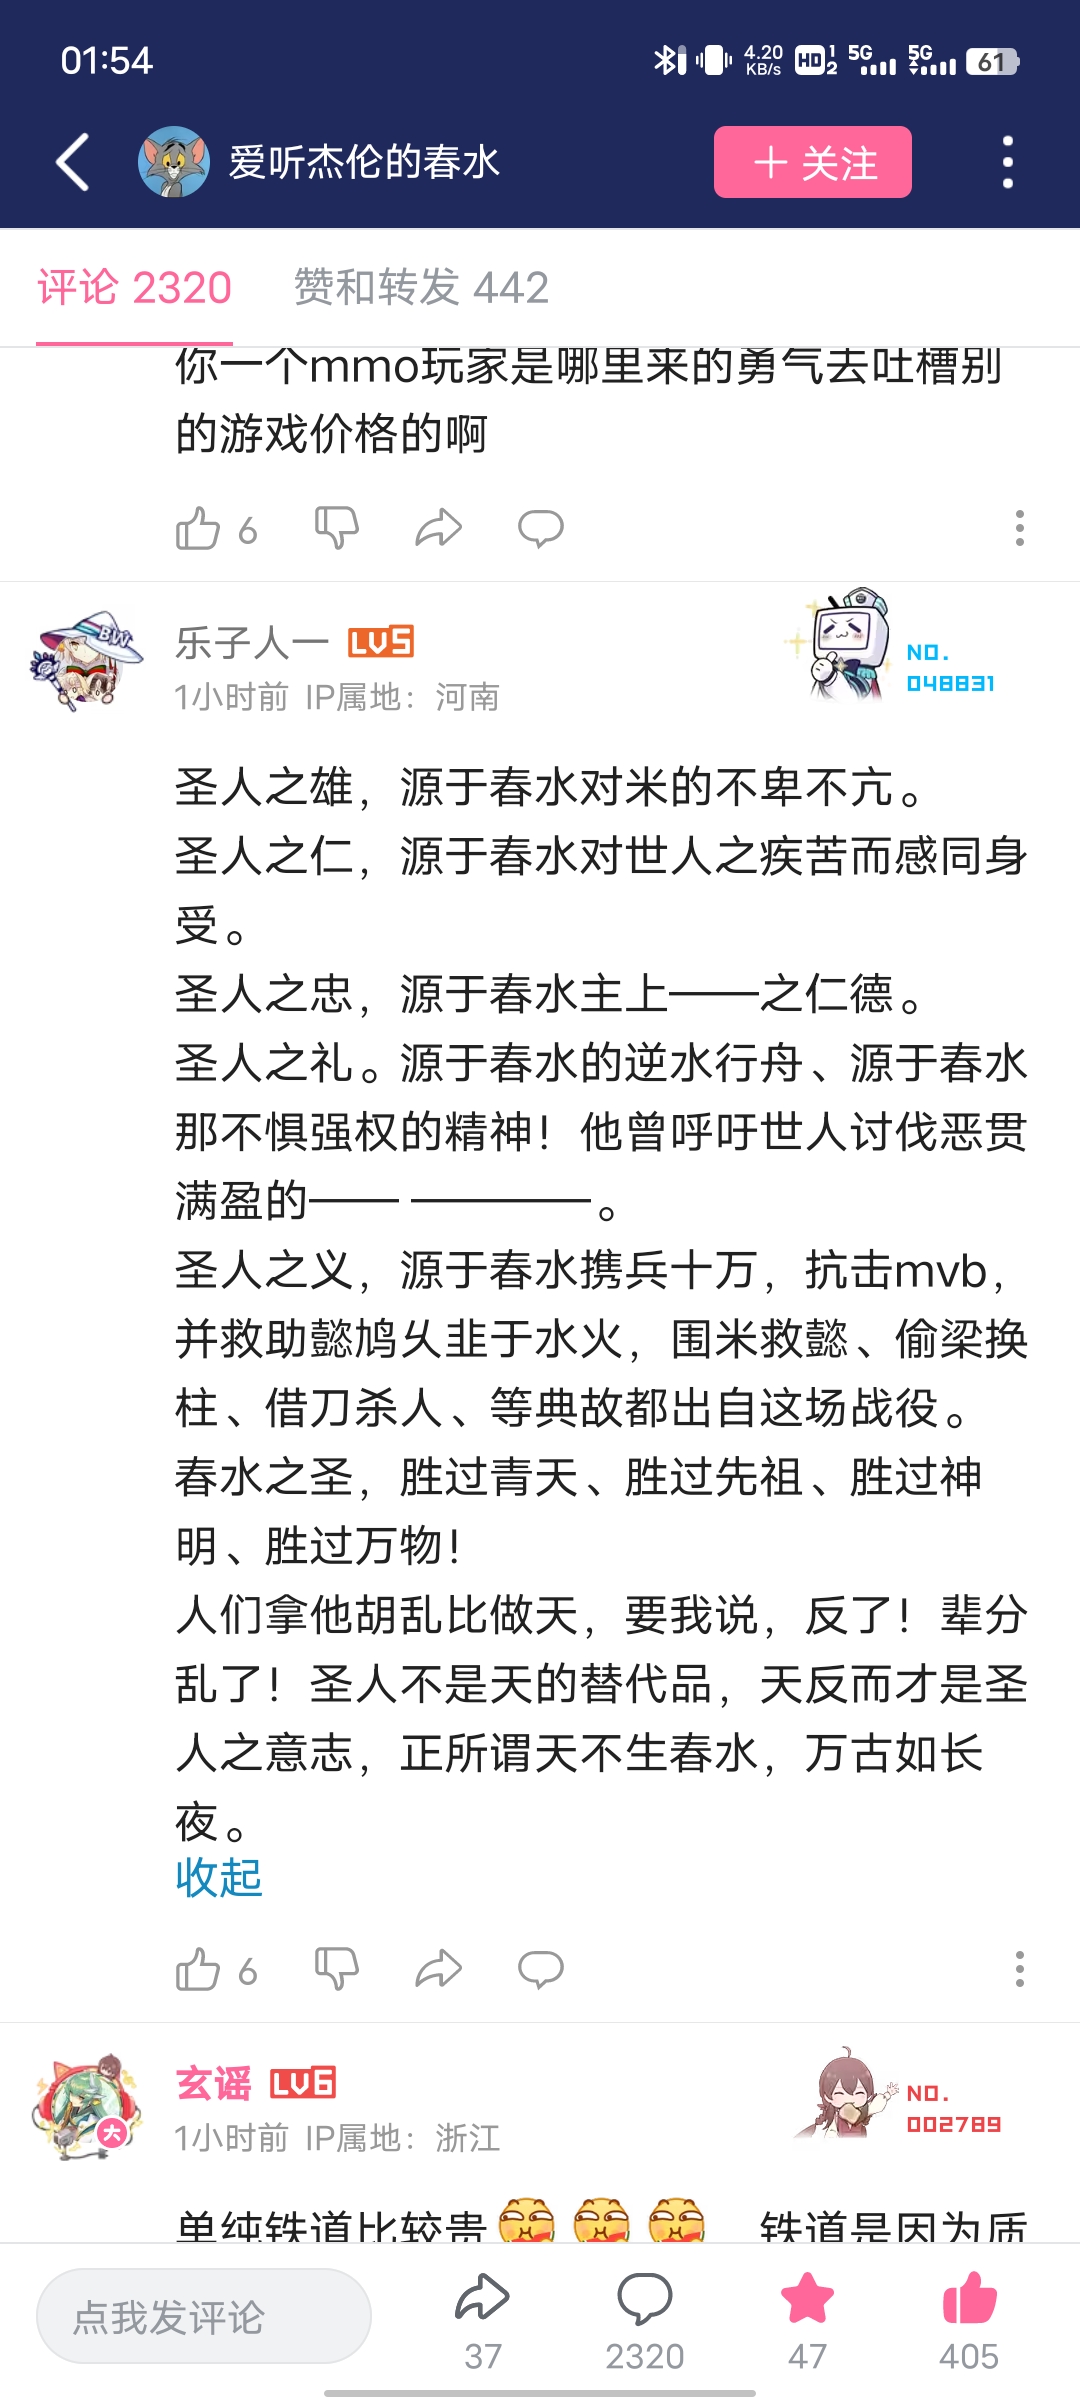 01:54
4.20 KB/s HD 1 2 5G 5G 61
爱听杰伦的春水
＋关注
评论 2320 赞和转发 442
你一个mmo玩家是哪里来的勇气去吐槽别
的游戏价格的啊
6
乐子人一 LV5
1小时前 IP属地：河南
NO.
048831
圣人之雄，源于春水对米的不卑不亢。
圣人之仁，源于春水对世人之疾苦而感同身
受。
圣人之忠，源于春水主上——之仁德。
圣人之礼。源于春水的逆水行舟、源于春水
那不惧强权的精神！他曾呼吁世人讨伐恶贯
满盈的—— ————。
圣人之义，源于春水携兵十万，抗击mvb，
并救助懿鸠乆韭于水火，围米救懿、偷梁换
柱、借刀杀人、等典故都出自这场战役。
春水之圣，胜过青天、胜过先祖、胜过神
明、胜过万物！
人们拿他胡乱比做天，要我说，反了！辈分
乱了！圣人不是天的替代品，天反而才是圣
人之意志，正所谓天不生春水，万古如长
夜。
收起
6
玄谣 LV6
1小时前 IP属地：浙江
NO.
002789
大
单纯铁道比较贵 铁道是因为质
点我发评论
37 2320 47 405